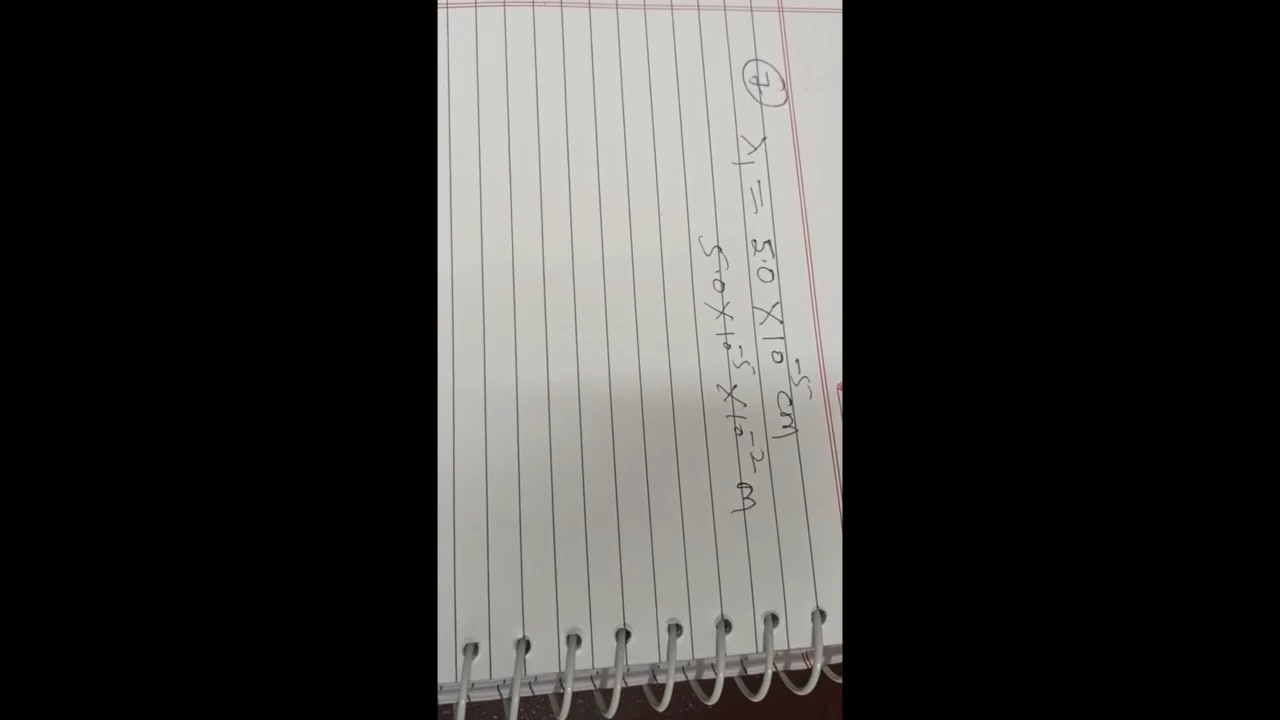 ⑦ λ₁ = 5.0 × 10⁻⁵ cm
5.0 × 10⁻⁵ × 10⁻² m